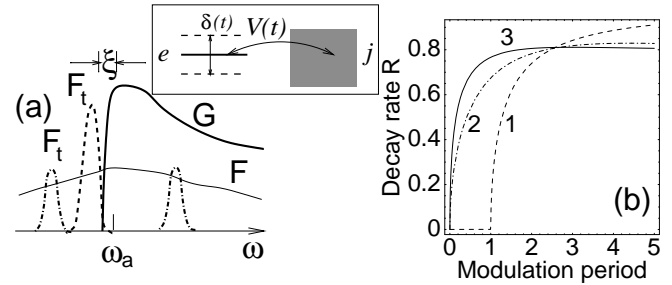 δ(t)
V(t)
e
j
ξ
(a)
F_t
F_t
G
F
ω_a
ω
Decay rate R
0.8
0.6
0.4
0.2
0
3
2
1
(b)
0 1 2 3 4 5
Modulation period